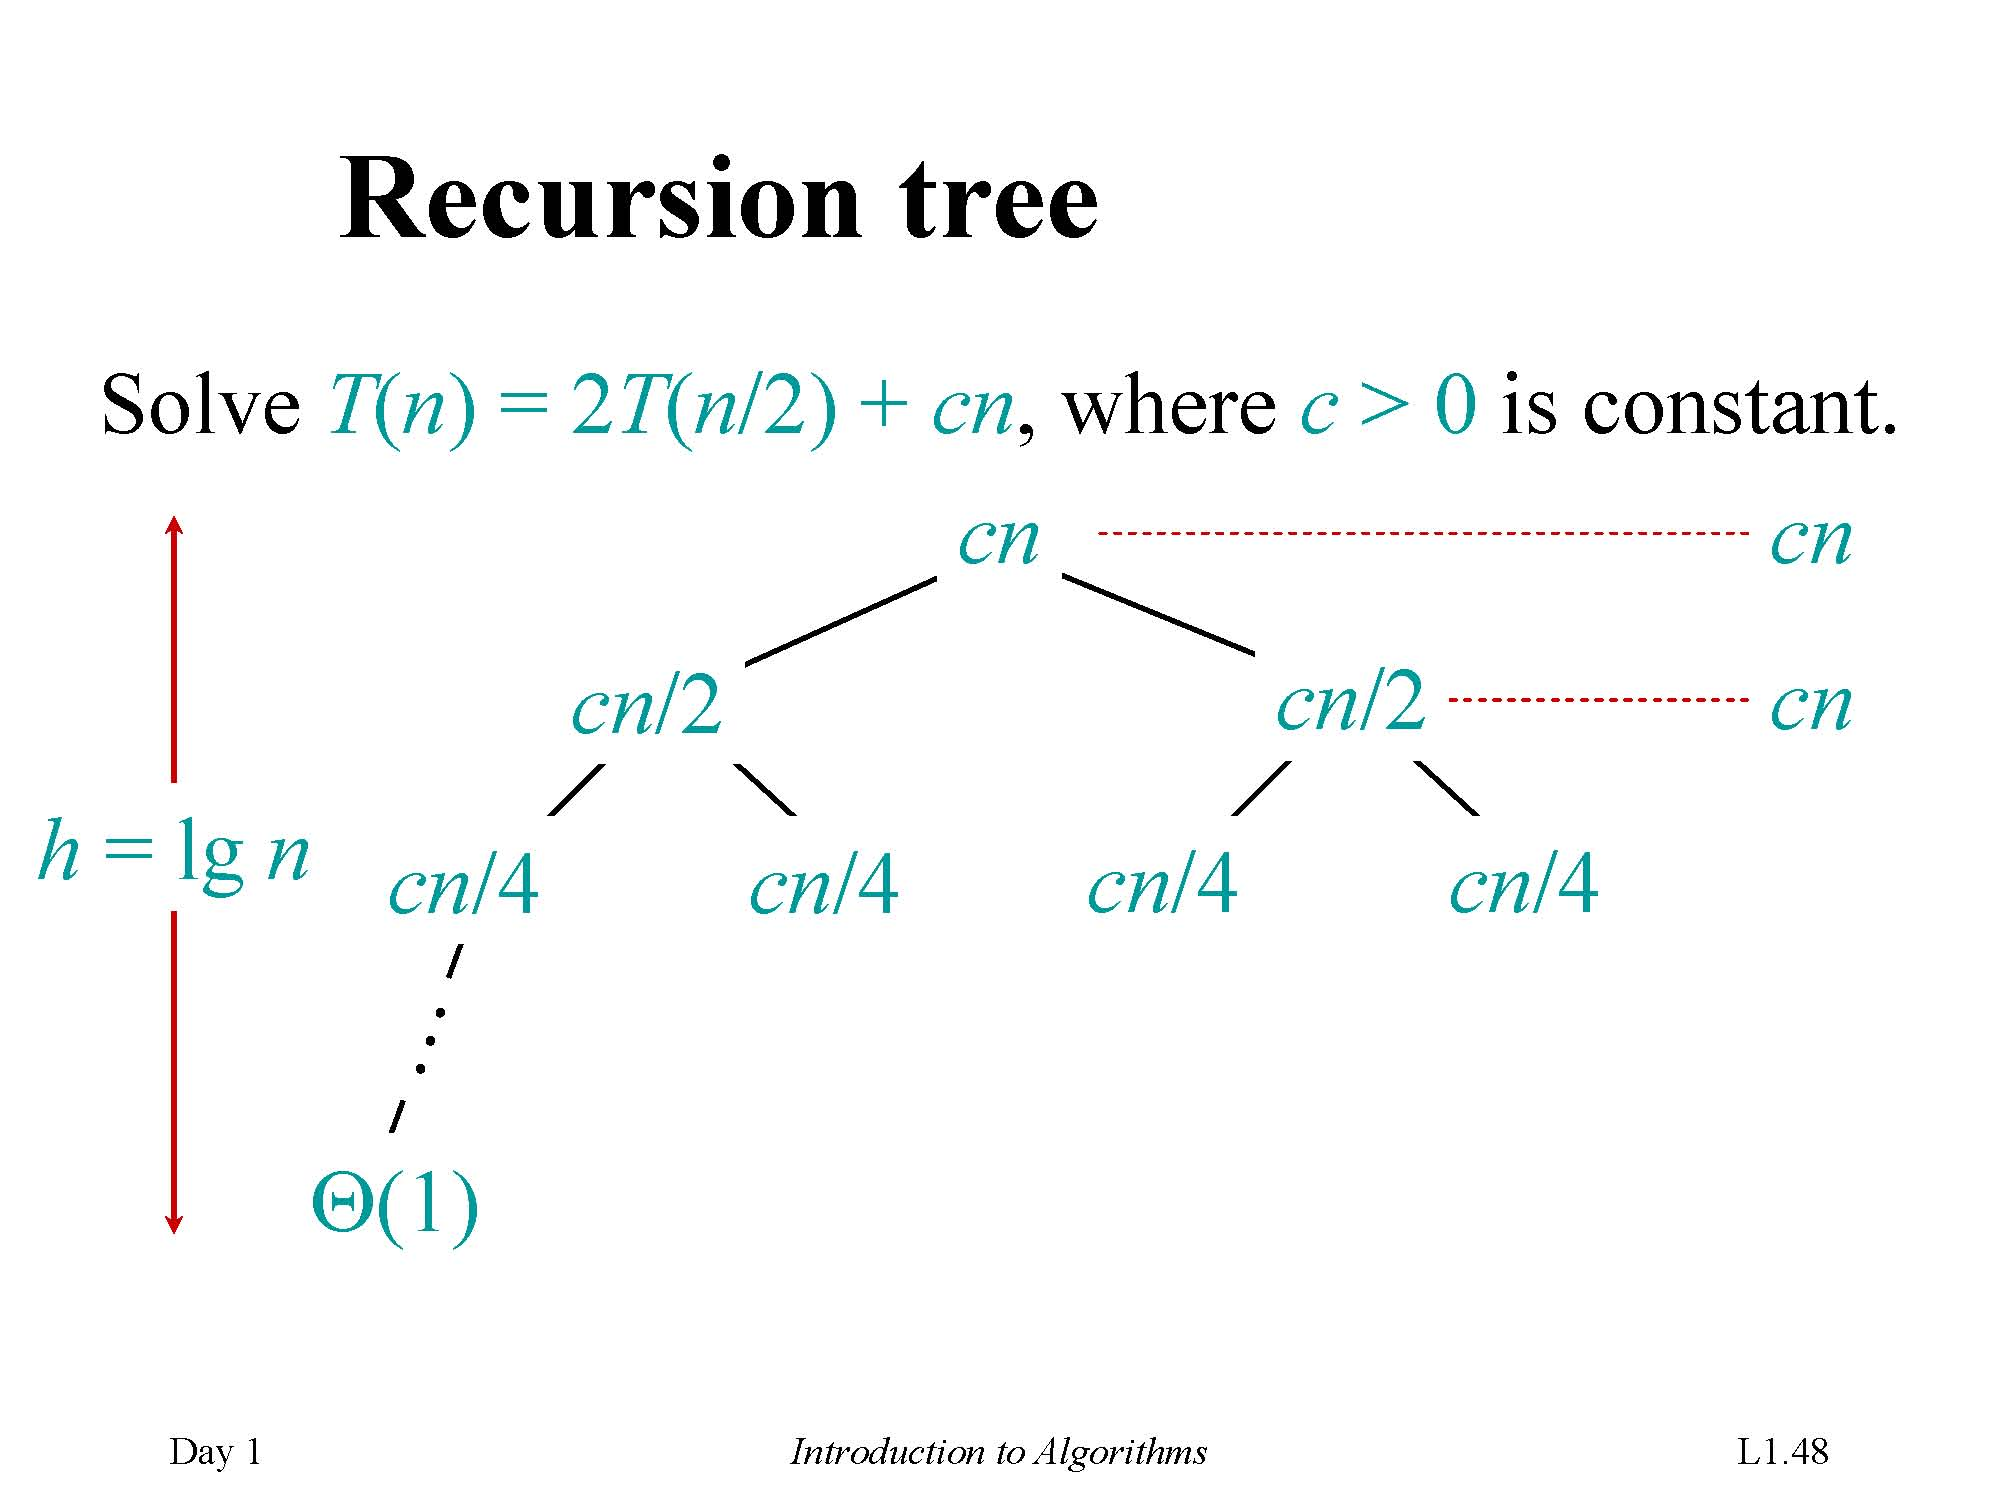 Recursion tree
Solve T(n) = 2T(n/2) + cn, where c > 0 is constant.
cn cn
cn/2 cn/2 cn
h = lg n cn/4 cn/4 cn/4 cn/4
Θ(1)
Day 1 Introduction to Algorithms L1.48